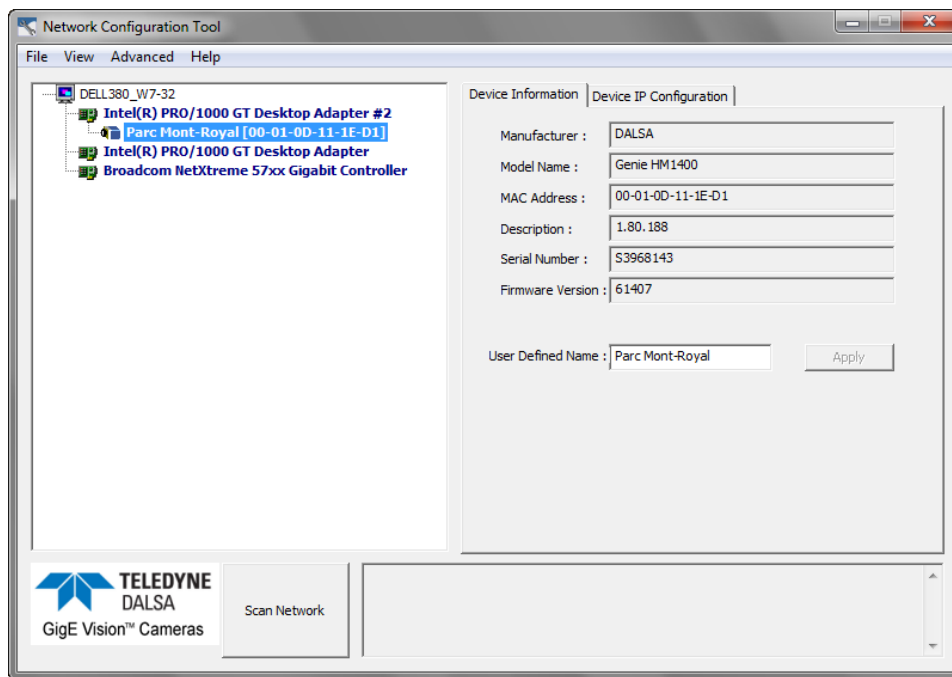 Network Configuration Tool
File View Advanced Help
DELL380_W7-32
Intel(R) PRO/1000 GT Desktop Adapter #2
Parc Mont-Royal [00-01-0D-11-1E-D1]
Intel(R) PRO/1000 GT Desktop Adapter
Broadcom NetXtreme 57xx Gigabit Controller
Device Information Device IP Configuration
Manufacturer : DALSA
Model Name : Genie HM1400
MAC Address : 00-01-0D-11-1E-D1
Description : 1.80.188
Serial Number : S3968143
Firmware Version : 61407
User Defined Name : Parc Mont-Royal Apply
TELEDYNE
DALSA
GigE Vision™ Cameras
Scan Network